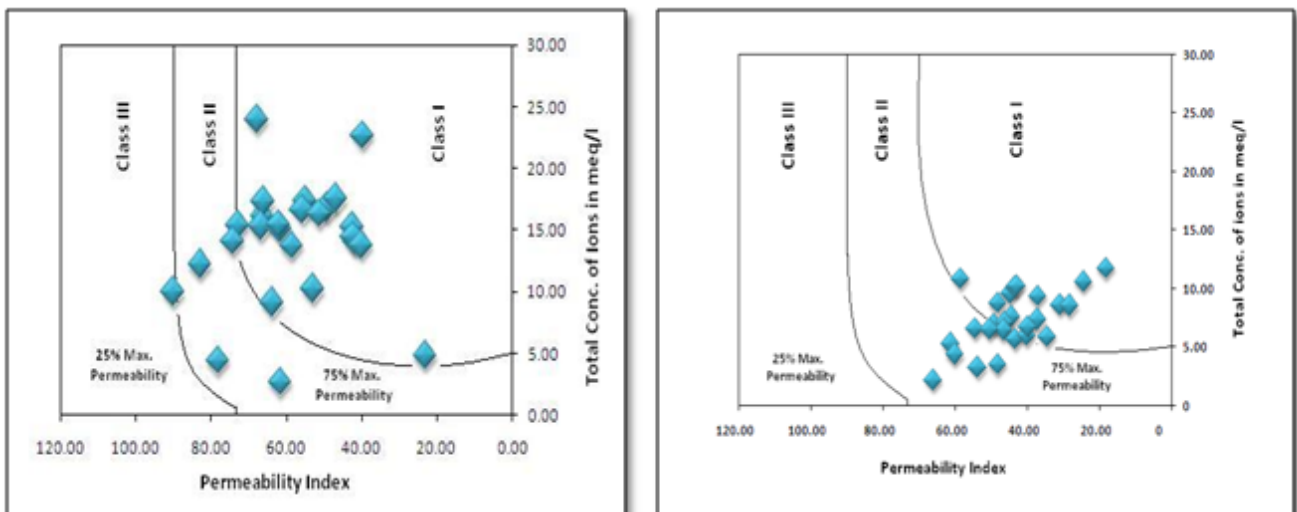 Class III
Class II
Class I
30.00
25.00
20.00
15.00
10.00
5.00
0.00
Total Conc. of Ions in meq/l
25% Max.
Permeability
75% Max.
Permeability
120.00 100.00 80.00 60.00 40.00 20.00 0.00
Permeability Index
Class III
Class II
Class I
30.00
25.00
20.00
15.00
10.00
5.00
0
Total Conc. of ions in meq/l
25% Max.
Permeability
75% Max.
Permeability
120.00 100.00 80.00 60.00 40.00 20.00 0
Permeability Index